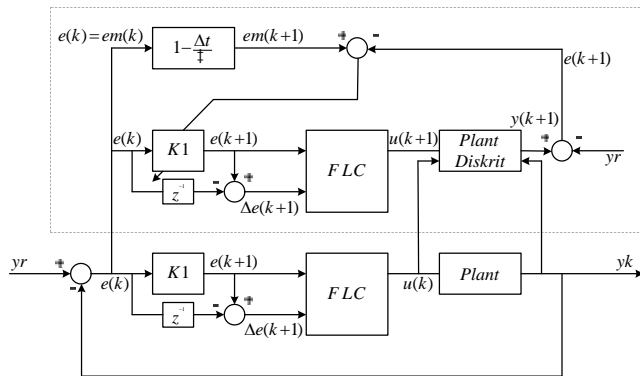 e(k)=em(k)
1-Δt/‡
em(k+1)
+
-
e(k+1)
y(k+1)
e(k)
K1
e(k+1)
FLC
u(k+1)
Plant
Diskrit
+
-
yr
z⁻¹
-
+
Δe(k+1)
yr
+
-
e(k)
K1
e(k+1)
FLC
u(k)
Plant
yk
z⁻¹
-
+
Δe(k+1)